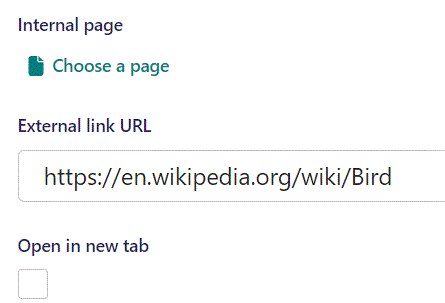 Internal page
Choose a page
External link URL
https://en.wikipedia.org/wiki/Bird
Open in new tab